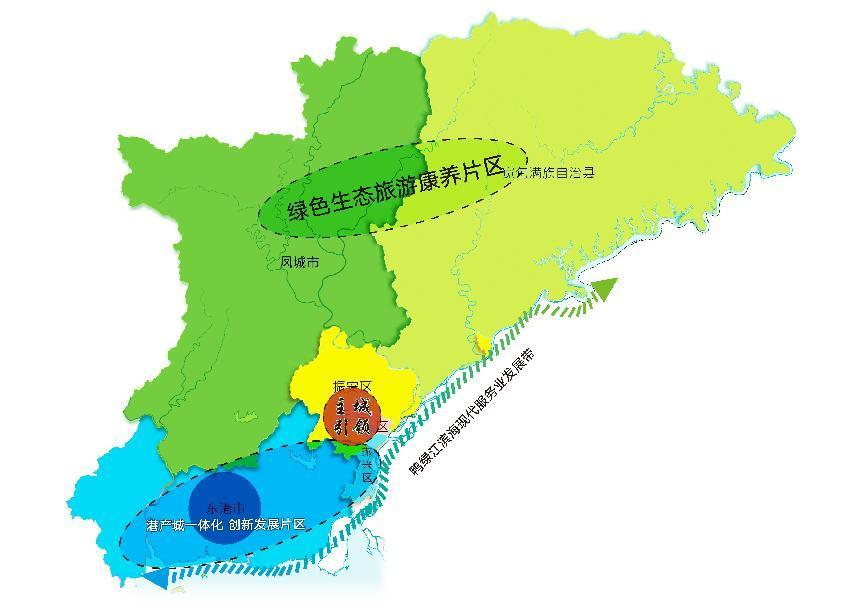 绿色生态旅游康养片区
满族自治县
凤城市
振安区
主城
引领
区
振兴区
鸭绿江滨海现代服务业发展带
东港市
港产城一体化 创新发展片区